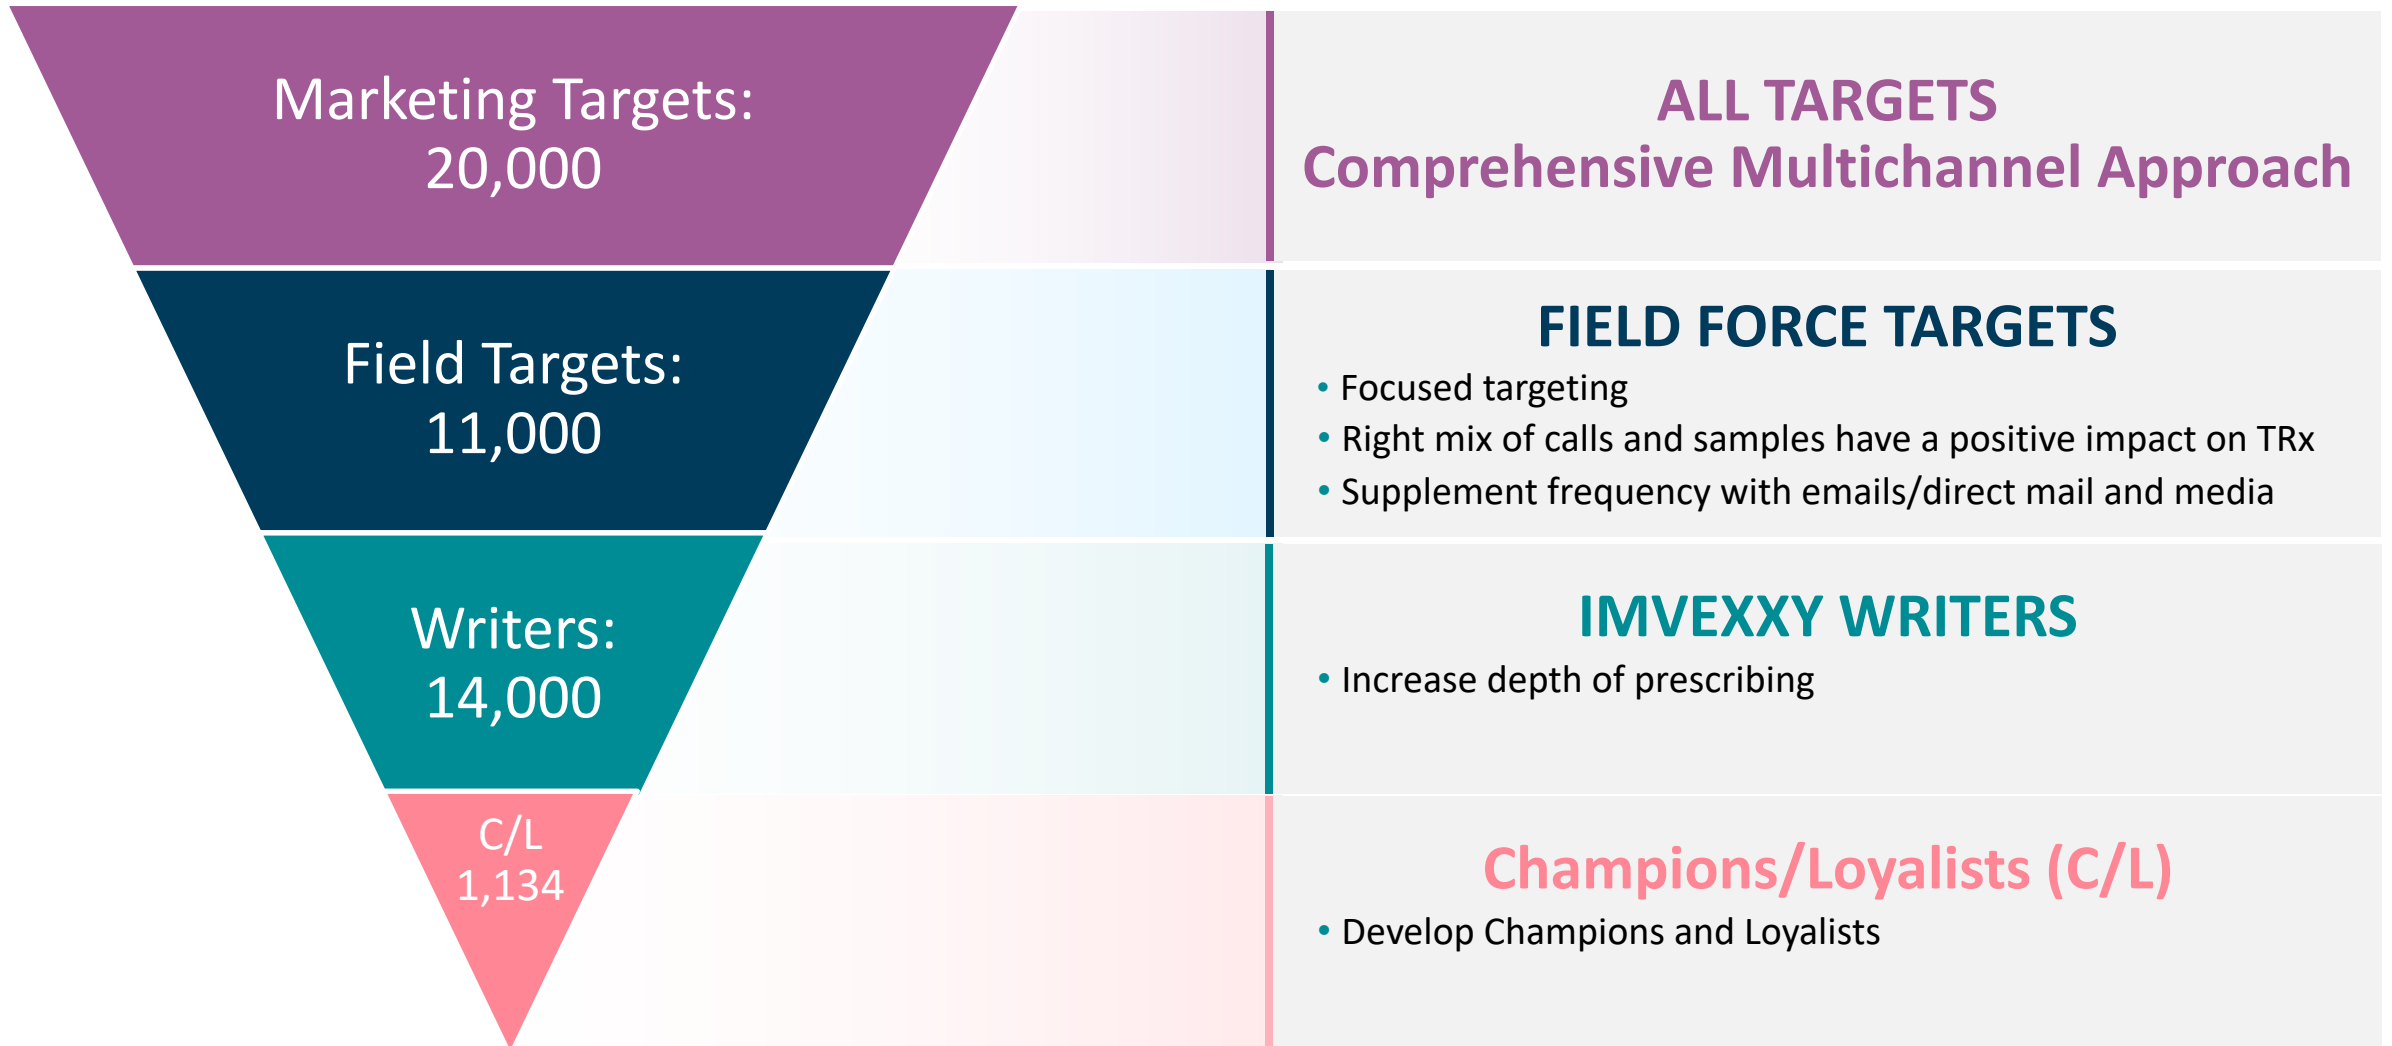 Marketing Targets:
20,000
ALL TARGETS
Comprehensive Multichannel Approach
Field Targets:
11,000
FIELD FORCE TARGETS
• Focused targeting
• Right mix of calls and samples have a positive impact on TRx
• Supplement frequency with emails/direct mail and media
Writers:
14,000
IMVEXXY WRITERS
• Increase depth of prescribing
C/L
1,134
Champions/Loyalists (C/L)
• Develop Champions and Loyalists